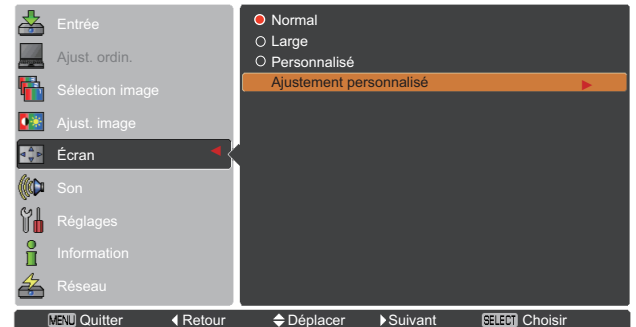 Entrée
Ajust. ordin.
Sélection image
Ajust. image
Écran
Son
Réglages
Information
Réseau
Normal
Large
Personnalisé
Ajustement personnalisé
MENU Quitter Retour Déplacer Suivant SELECT Choisir